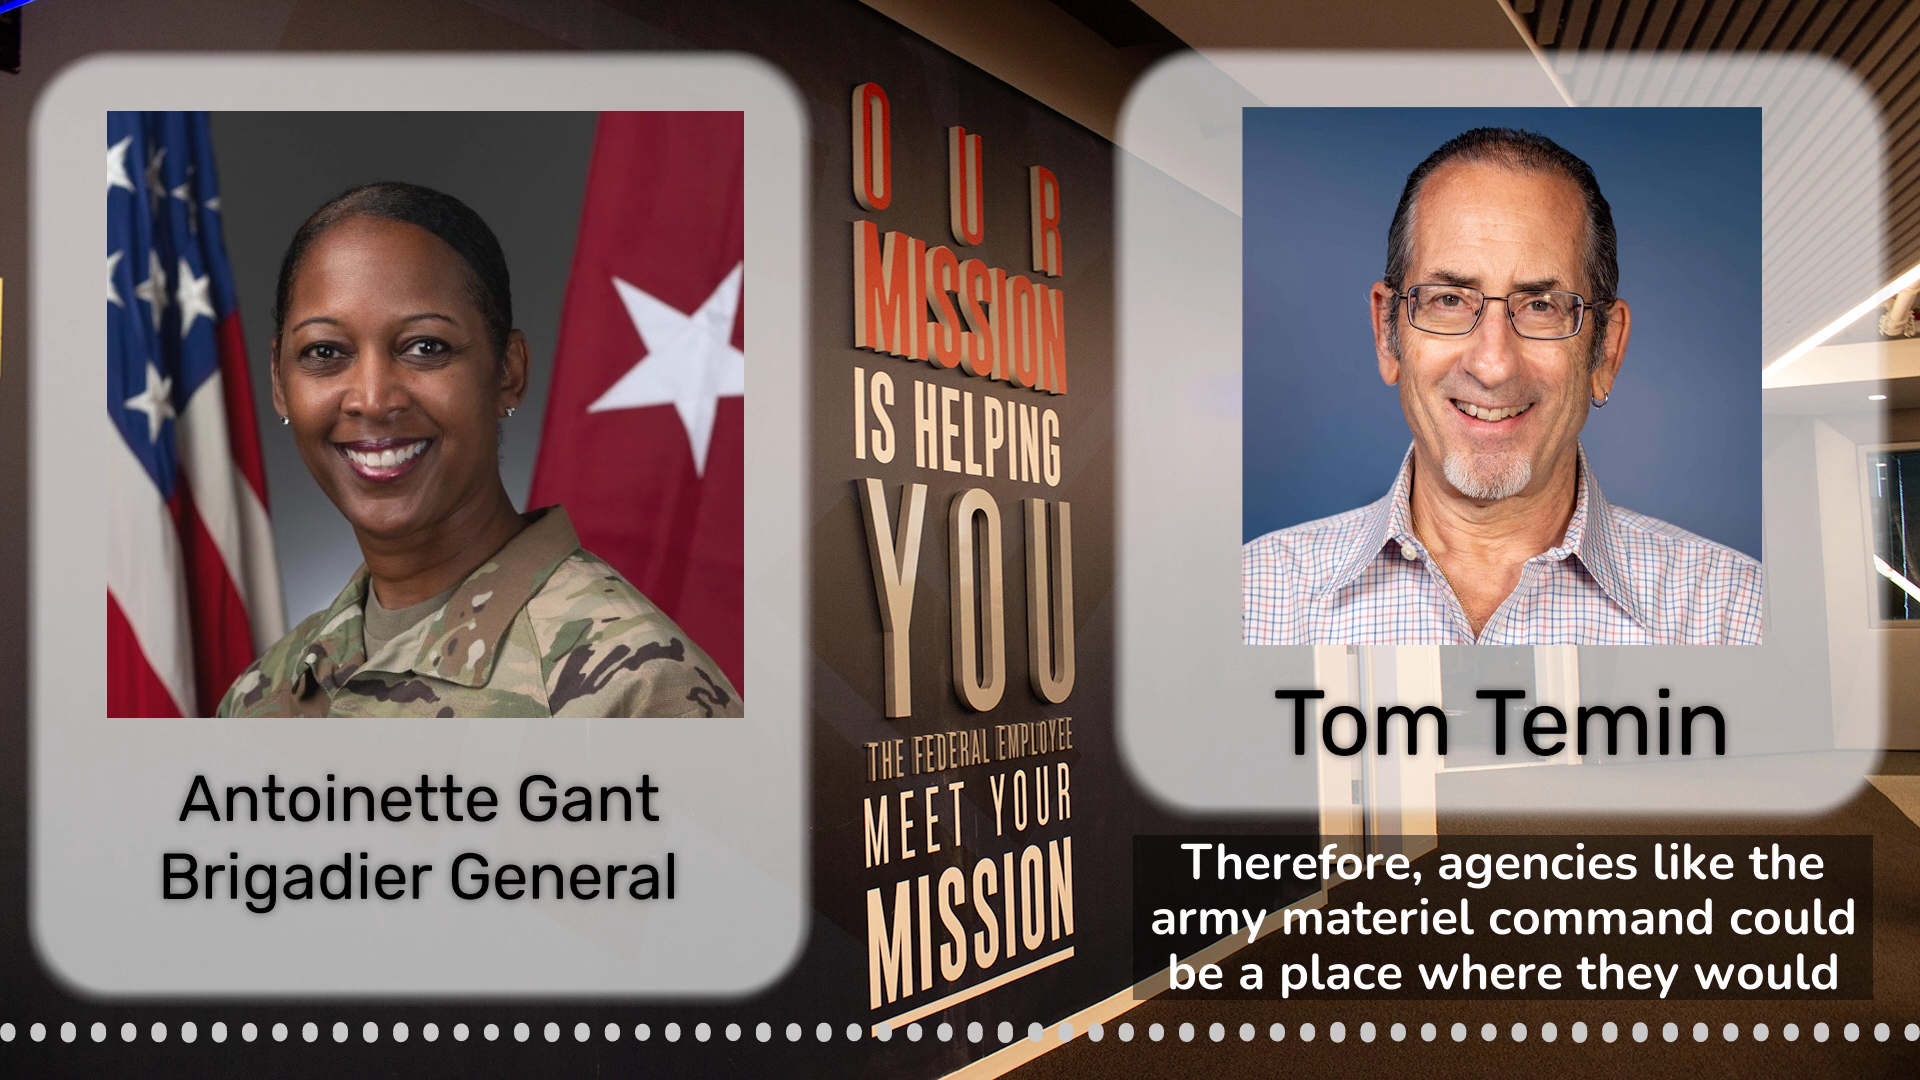 Antoinette Gant
Brigadier General
OUR
MISSION
IS HELPING
YOU
THE FEDERAL EMPLOYEE
MEET YOUR
MISSION
Tom Temin
Therefore, agencies like the
army materiel command could
be a place where they would